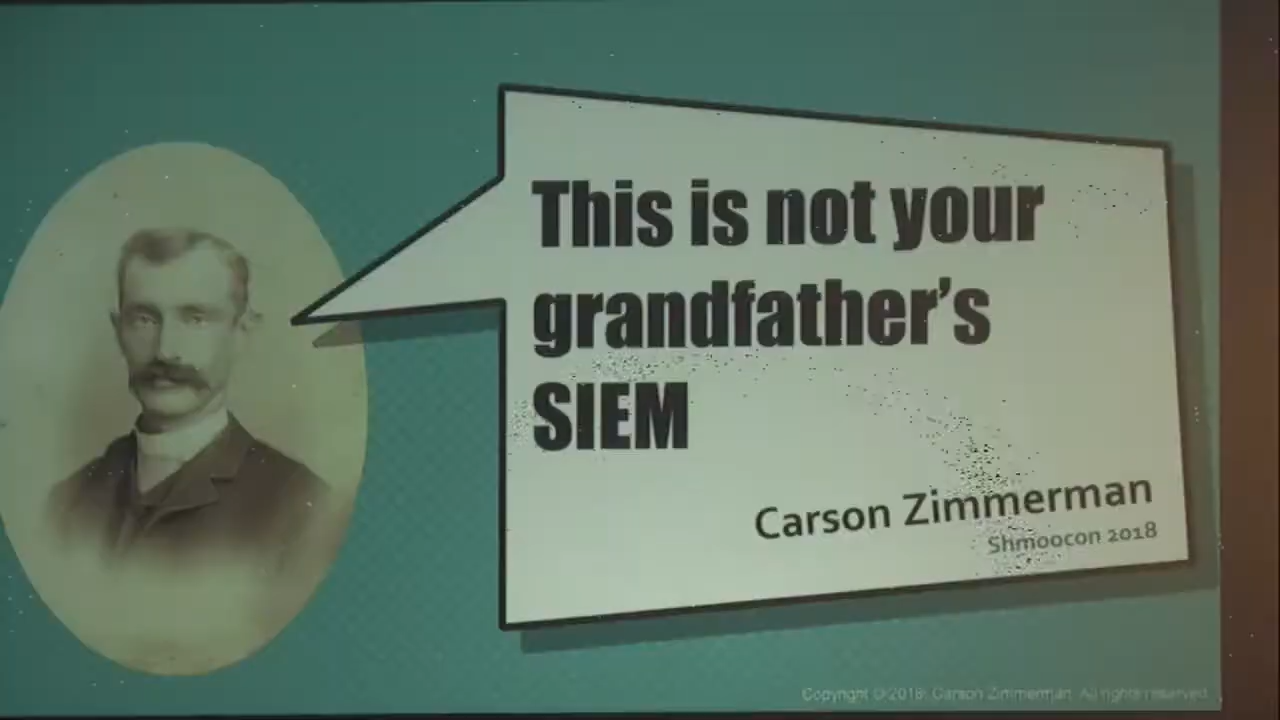 This is not your
grandfather's
SIEM
Carson Zimmerman
Shmoocon 2018
Copyright © 2018, Carson Zimmerman. All rights reserved.